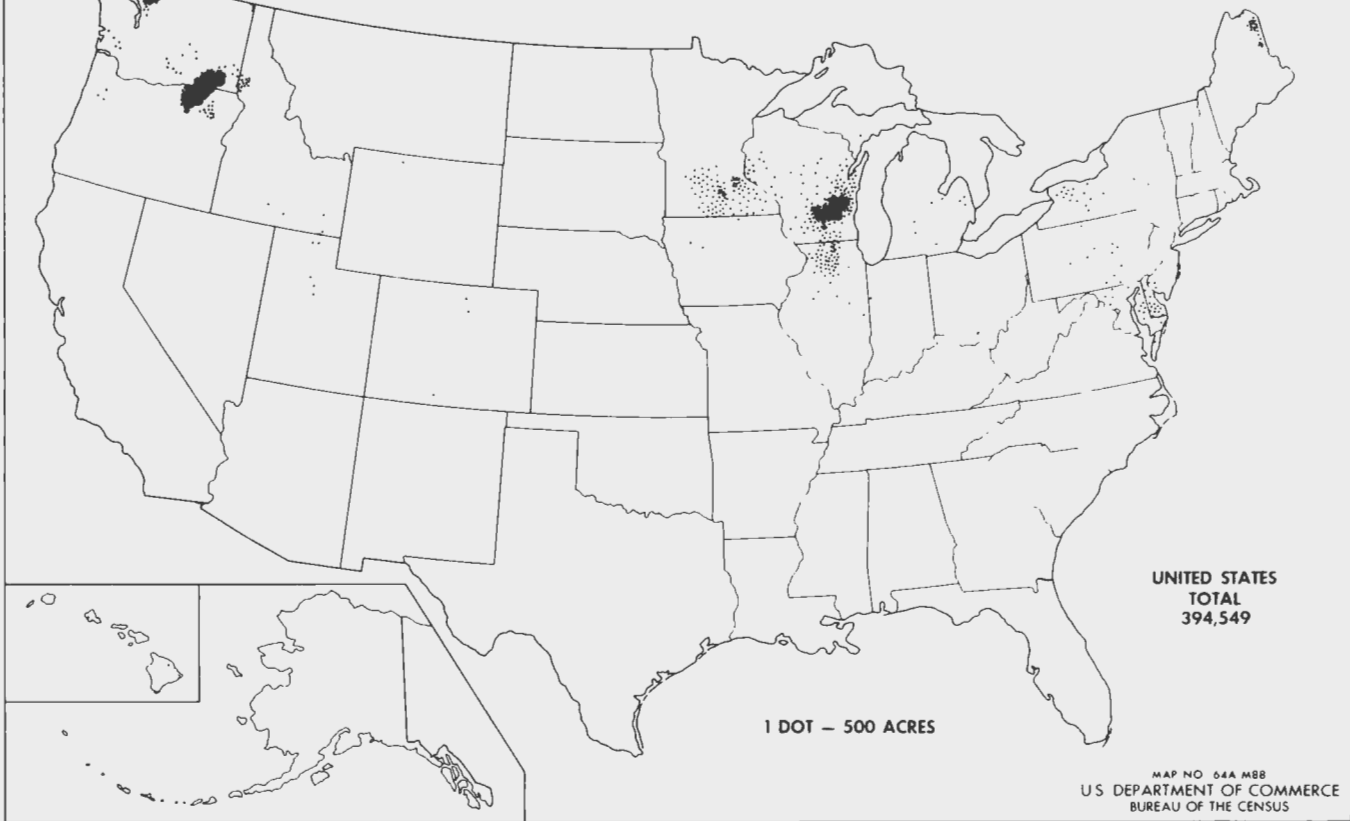 UNITED STATES
TOTAL
394,549
1 DOT – 500 ACRES
MAP NO 64A M88
U S DEPARTMENT OF COMMERCE
BUREAU OF THE CENSUS